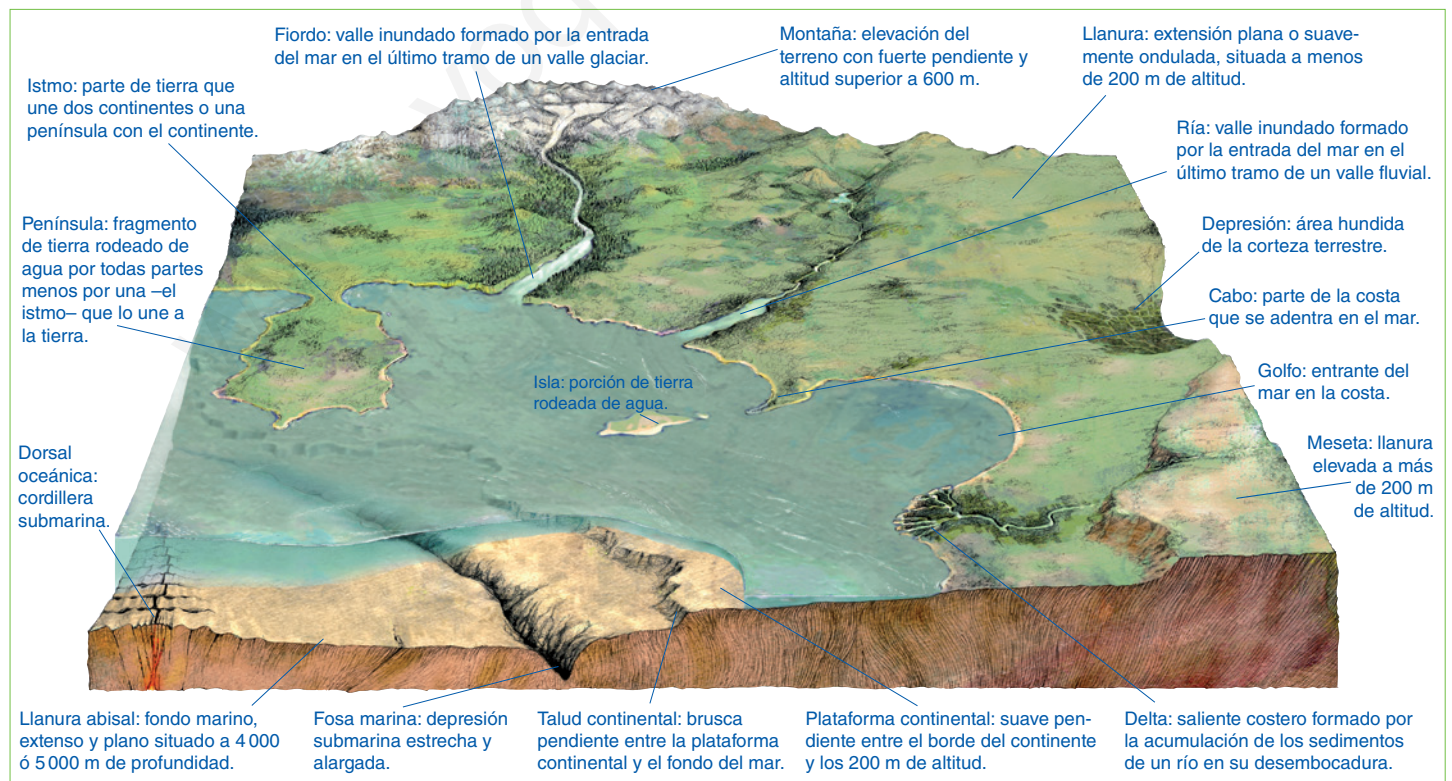 Fiordo: valle inundado formado por la entrada
del mar en el último tramo de un valle glaciar.
Montaña: elevación del
terreno con fuerte pendiente y
altitud superior a 600 m.
Llanura: extensión plana o suave-
mente ondulada, situada a menos
de 200 m de altitud.
Istmo: parte de tierra que
une dos continentes o una
península con el continente.
Ría: valle inundado formado
por la entrada del mar en el
último tramo de un valle fluvial.
Península: fragmento
de tierra rodeado de
agua por todas partes
menos por una –el
istmo– que lo une a
la tierra.
Depresión: área hundida
de la corteza terrestre.
Cabo: parte de la costa
que se adentra en el mar.
Isla: porción de tierra
rodeada de agua.
Golfo: entrante del
mar en la costa.
Dorsal
oceánica:
cordillera
submarina.
Meseta: llanura
elevada a más
de 200 m
de altitud.
Llanura abisal: fondo marino,
extenso y plano situado a 4 000
ó 5 000 m de profundidad.
Fosa marina: depresión
submarina estrecha y
alargada.
Talud continental: brusca
pendiente entre la plataforma
continental y el fondo del mar.
Plataforma continental: suave pen-
diente entre el borde del continente
y los 200 m de altitud.
Delta: saliente costero formado por
la acumulación de los sedimentos
de un río en su desembocadura.